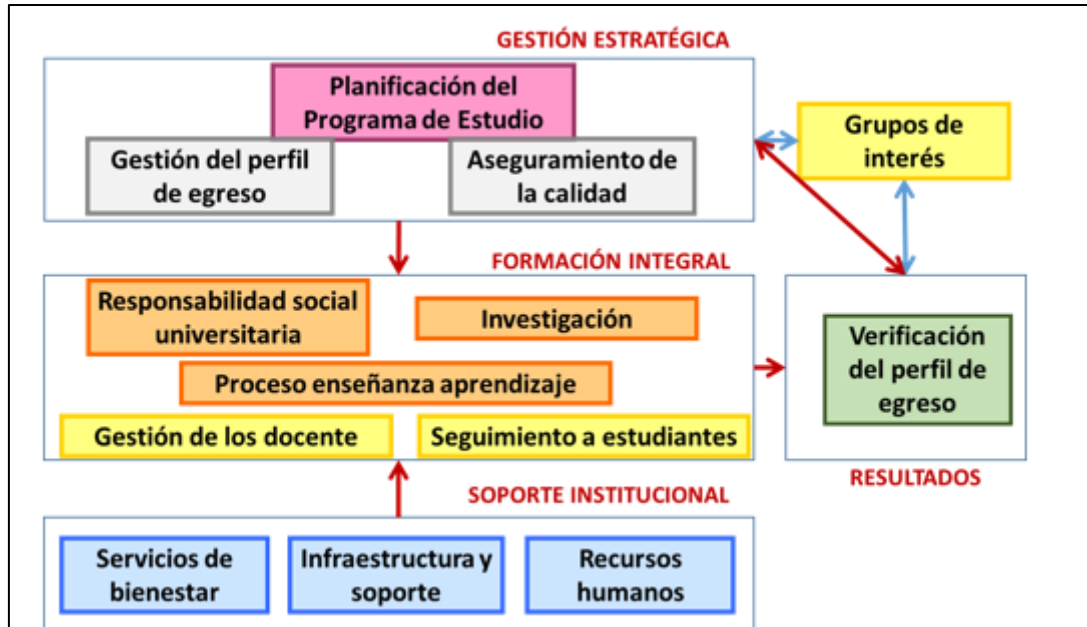 GESTIÓN ESTRATÉGICA
Planificación del
Programa de Estudio
Gestión del perfil
de egreso
Aseguramiento de
la calidad
Grupos de
interés
FORMACIÓN INTEGRAL
Responsabilidad social
universitaria
Investigación
Proceso enseñanza aprendizaje
Gestión de los docente
Seguimiento a estudiantes
Verificación
del perfil de
egreso
RESULTADOS
SOPORTE INSTITUCIONAL
Servicios de
bienestar
Infraestructura y
soporte
Recursos
humanos